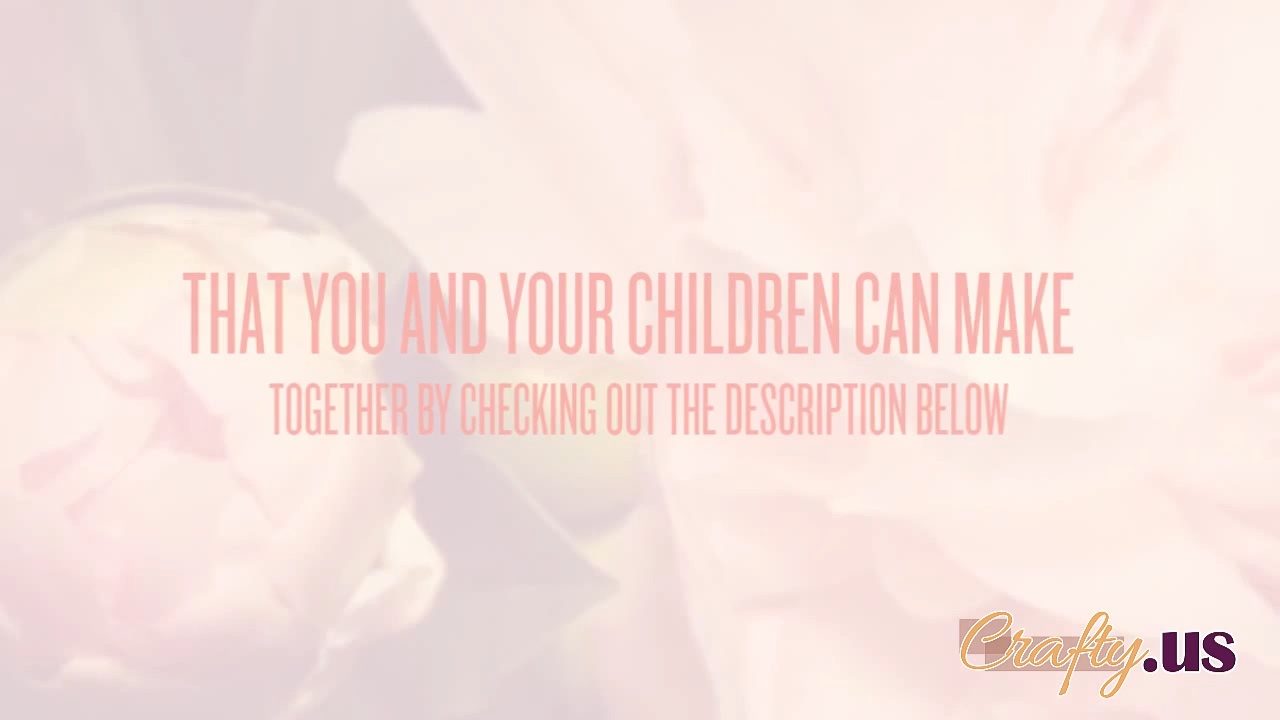 THAT YOU AND YOUR CHILDREN CAN MAKE
TOGETHER BY CHECKING OUT THE DESCRIPTION BELOW
Crafty.us